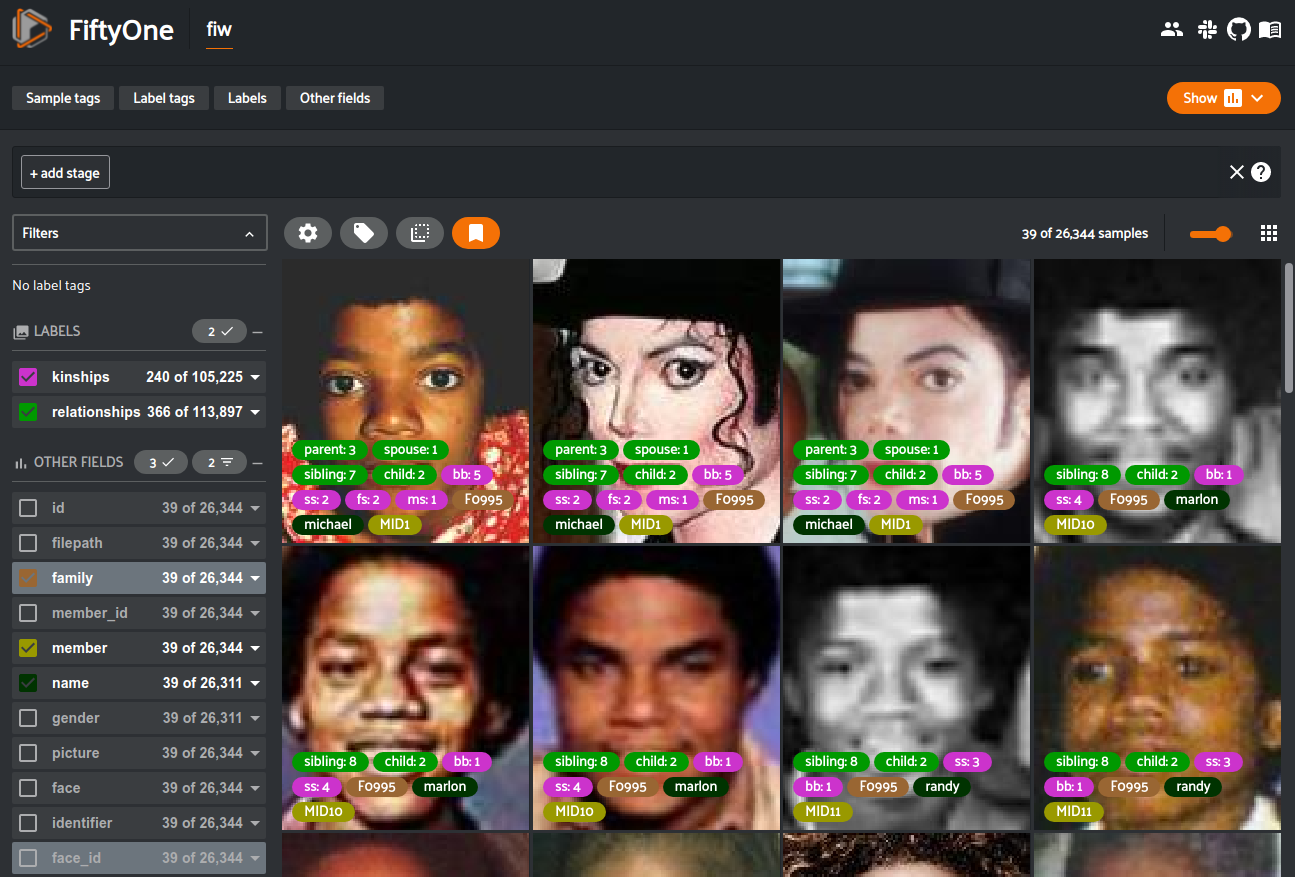 FiftyOne
fiw
Sample tags
Label tags
Labels
Other fields
Show
+ add stage
Filters
39 of 26,344 samples
No label tags
LABELS
2
kinships 240 of 105,225
relationships 366 of 113,897
OTHER FIELDS 3 2
id 39 of 26,344
filepath 39 of 26,344
family 39 of 26,344
member_id 39 of 26,344
member 39 of 26,344
name 39 of 26,311
gender 39 of 26,311
picture 39 of 26,344
face 39 of 26,344
identifier 39 of 26,344
face_id 39 of 26,344
parent: 3 spouse: 1
sibling: 7 child: 2 bb: 5
ss: 2 fs: 2 ms: 1 F0995
michael MID1
parent: 3 spouse: 1
sibling: 7 child: 2 bb: 5
ss: 2 fs: 2 ms: 1 F0995
michael MID1
parent: 3 spouse: 1
sibling: 7 child: 2 bb: 5
ss: 2 fs: 2 ms: 1 F0995
michael MID1
sibling: 8 child: 2 bb: 1
ss: 4 F0995 marlon
MID10
sibling: 8 child: 2 bb: 1
ss: 4 F0995 marlon
MID10
sibling: 8 child: 2 bb: 1
ss: 4 F0995 marlon
MID10
sibling: 8 child: 2 ss: 3
bb: 1 F0995 randy
MID11
sibling: 8 child: 2 ss: 3
bb: 1 F0995 randy
MID11